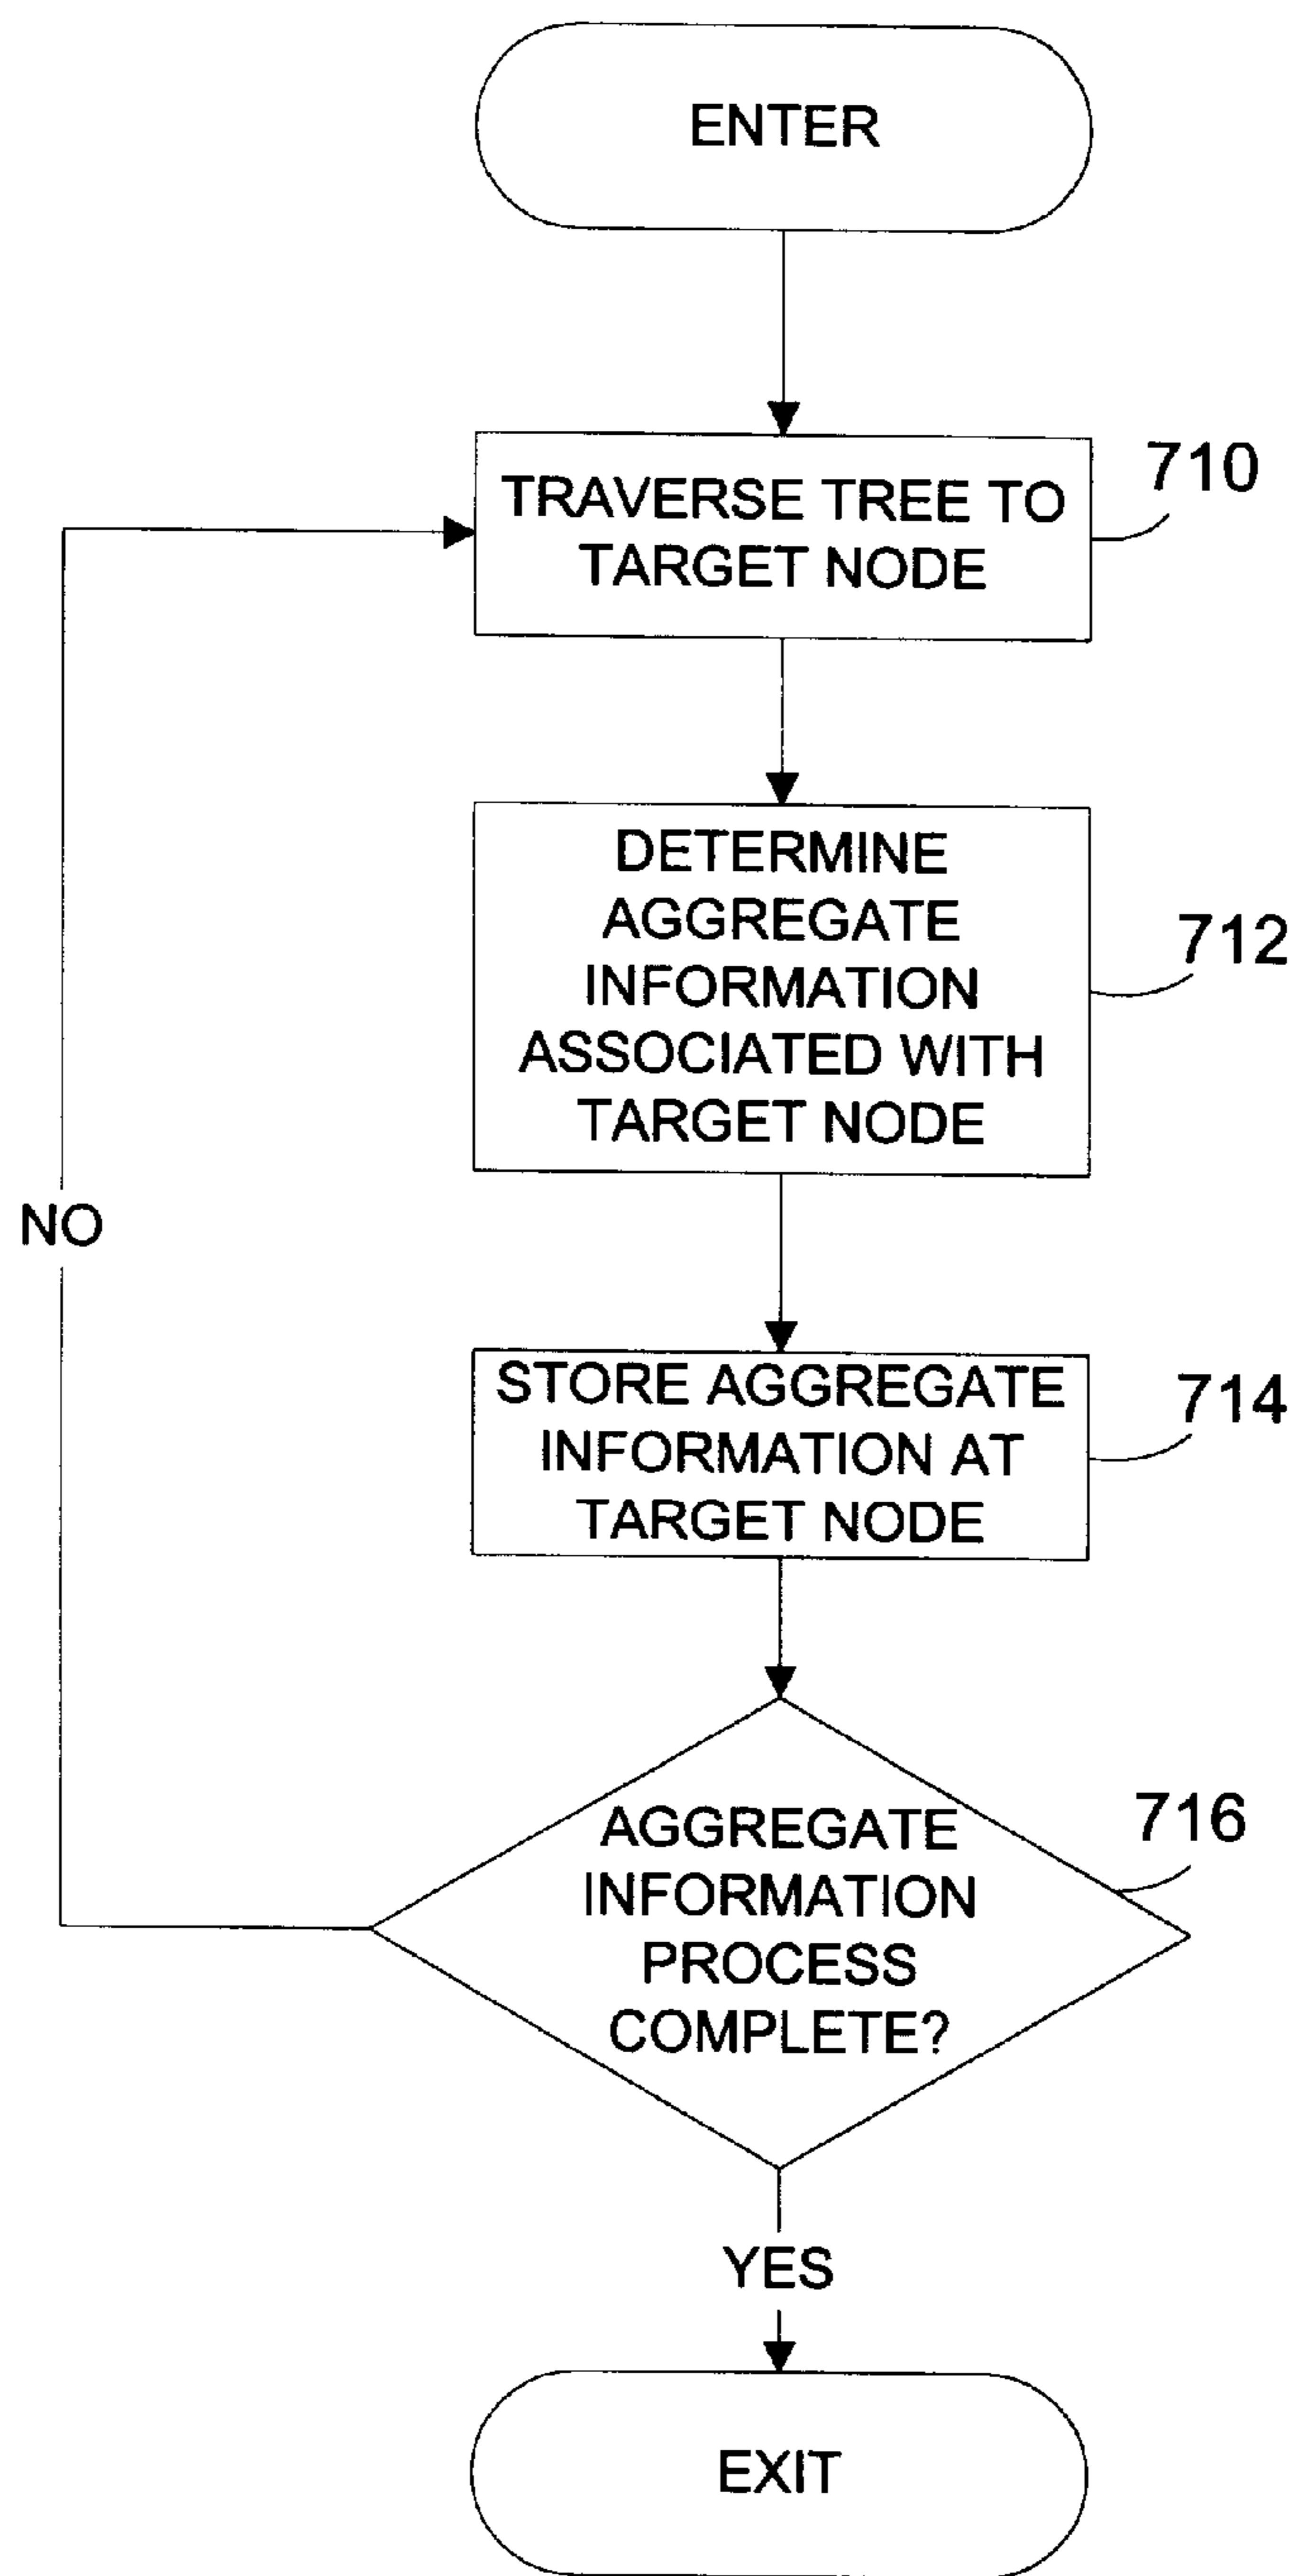 ENTER
TRAVERSE TREE TO
TARGET NODE
710
DETERMINE
AGGREGATE
INFORMATION
ASSOCIATED WITH
TARGET NODE
712
NO
STORE AGGREGATE
INFORMATION AT
TARGET NODE
714
AGGREGATE
INFORMATION
PROCESS
COMPLETE?
716
YES
EXIT